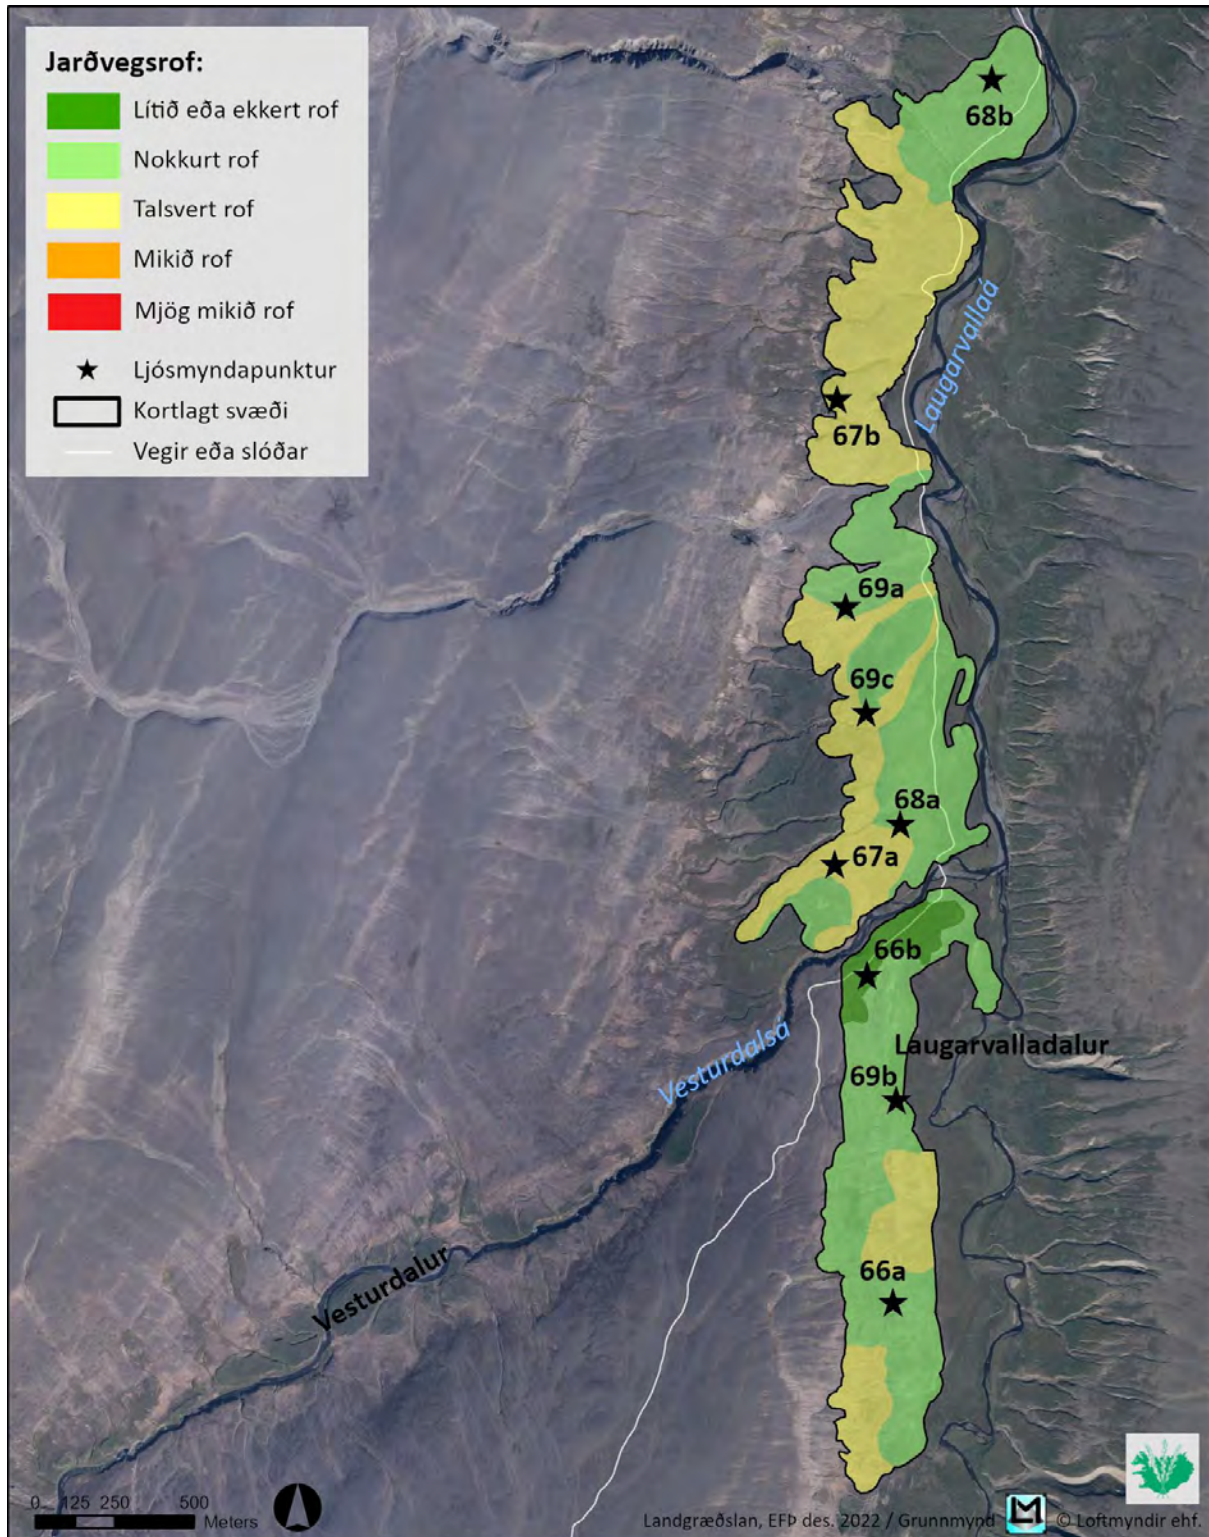 Jarðvegsrof:
Lítið eða ekkert rof
Nokkurt rof
Talsvert rof
Mikið rof
Mjög mikið rof
Ljósmyndapunktur
Kortlagt svæði
Vegir eða slóðar
68b
Laugarvallaá
67b
69a
69c
68a
67a
66b
Laugarvalladalur
Vesturdalsá
69b
66a
Vesturdalur
0 125 250 500
Meters
Landgræðslan, EFÞ des. 2022 / Grunnmynd LM © Loftmyndir ehf.